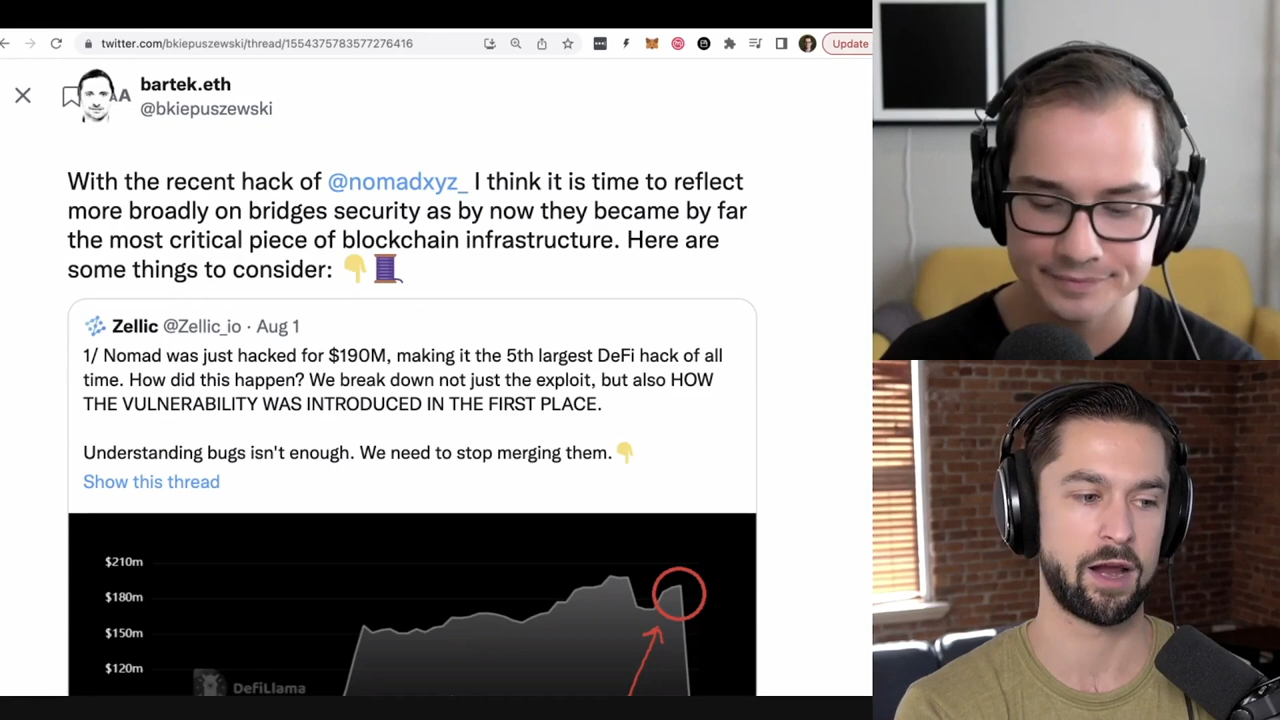 twitter.com/bkiepuszewski/thread/1554375783577276416
Update
bartek.eth
AA
@bkiepuszewski
With the recent hack of @nomadxyz_ I think it is time to reflect
more broadly on bridges security as by now they became by far
the most critical piece of blockchain infrastructure. Here are
some things to consider: 👇🧵
Zellic @Zellic_io · Aug 1
1/ Nomad was just hacked for $190M, making it the 5th largest DeFi hack of all
time. How did this happen? We break down not just the exploit, but also HOW
THE VULNERABILITY WAS INTRODUCED IN THE FIRST PLACE.
Understanding bugs isn't enough. We need to stop merging them.👇
Show this thread
$210m
$180m
$150m
$120m
DefiLlama